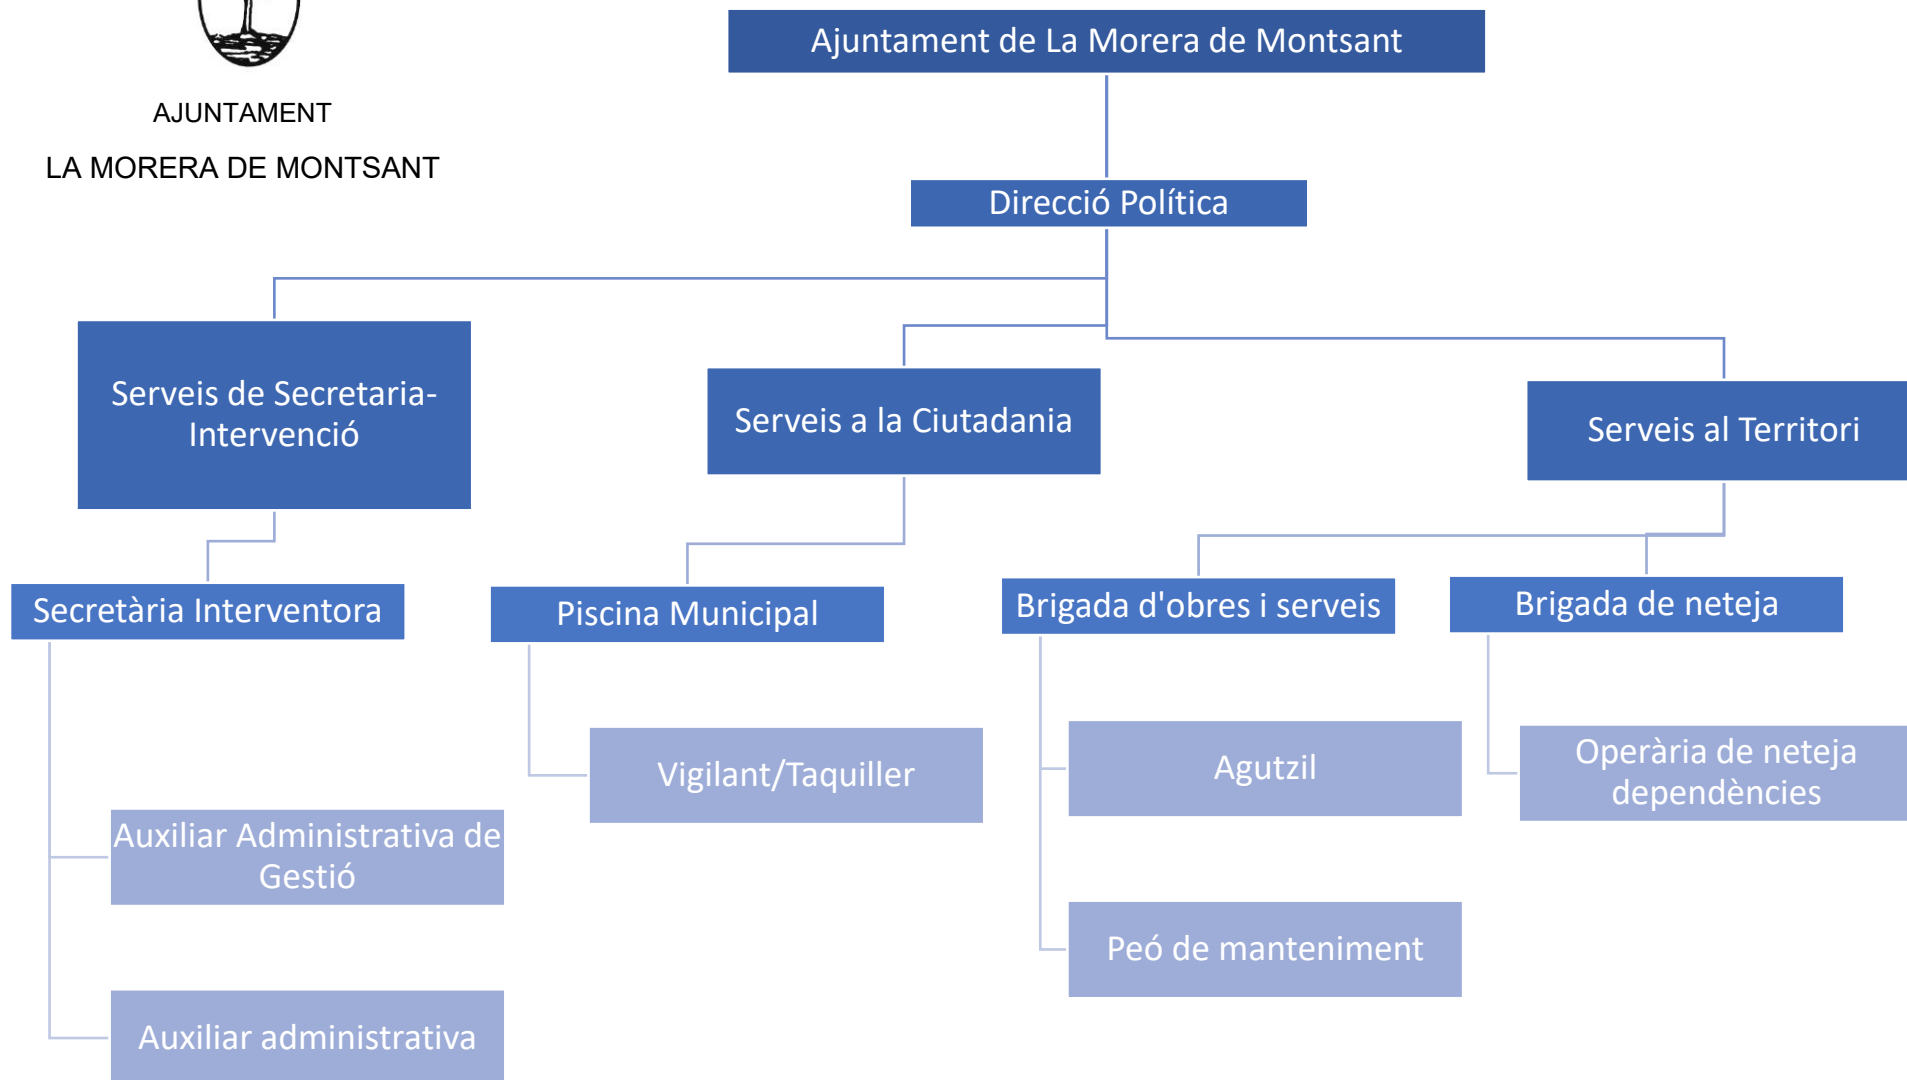 AJUNTAMENT
LA MORERA DE MONTSANT
Ajuntament de La Morera de Montsant
Direcció Política
Serveis de Secretaria-
Intervenció
Serveis a la Ciutadania
Serveis al Territori
Secretària Interventora
Piscina Municipal
Brigada d'obres i serveis
Brigada de neteja
Auxiliar Administrativa de
Gestió
Auxiliar administrativa
Vigilant/Taquiller
Agutzil
Peó de manteniment
Operària de neteja
dependències